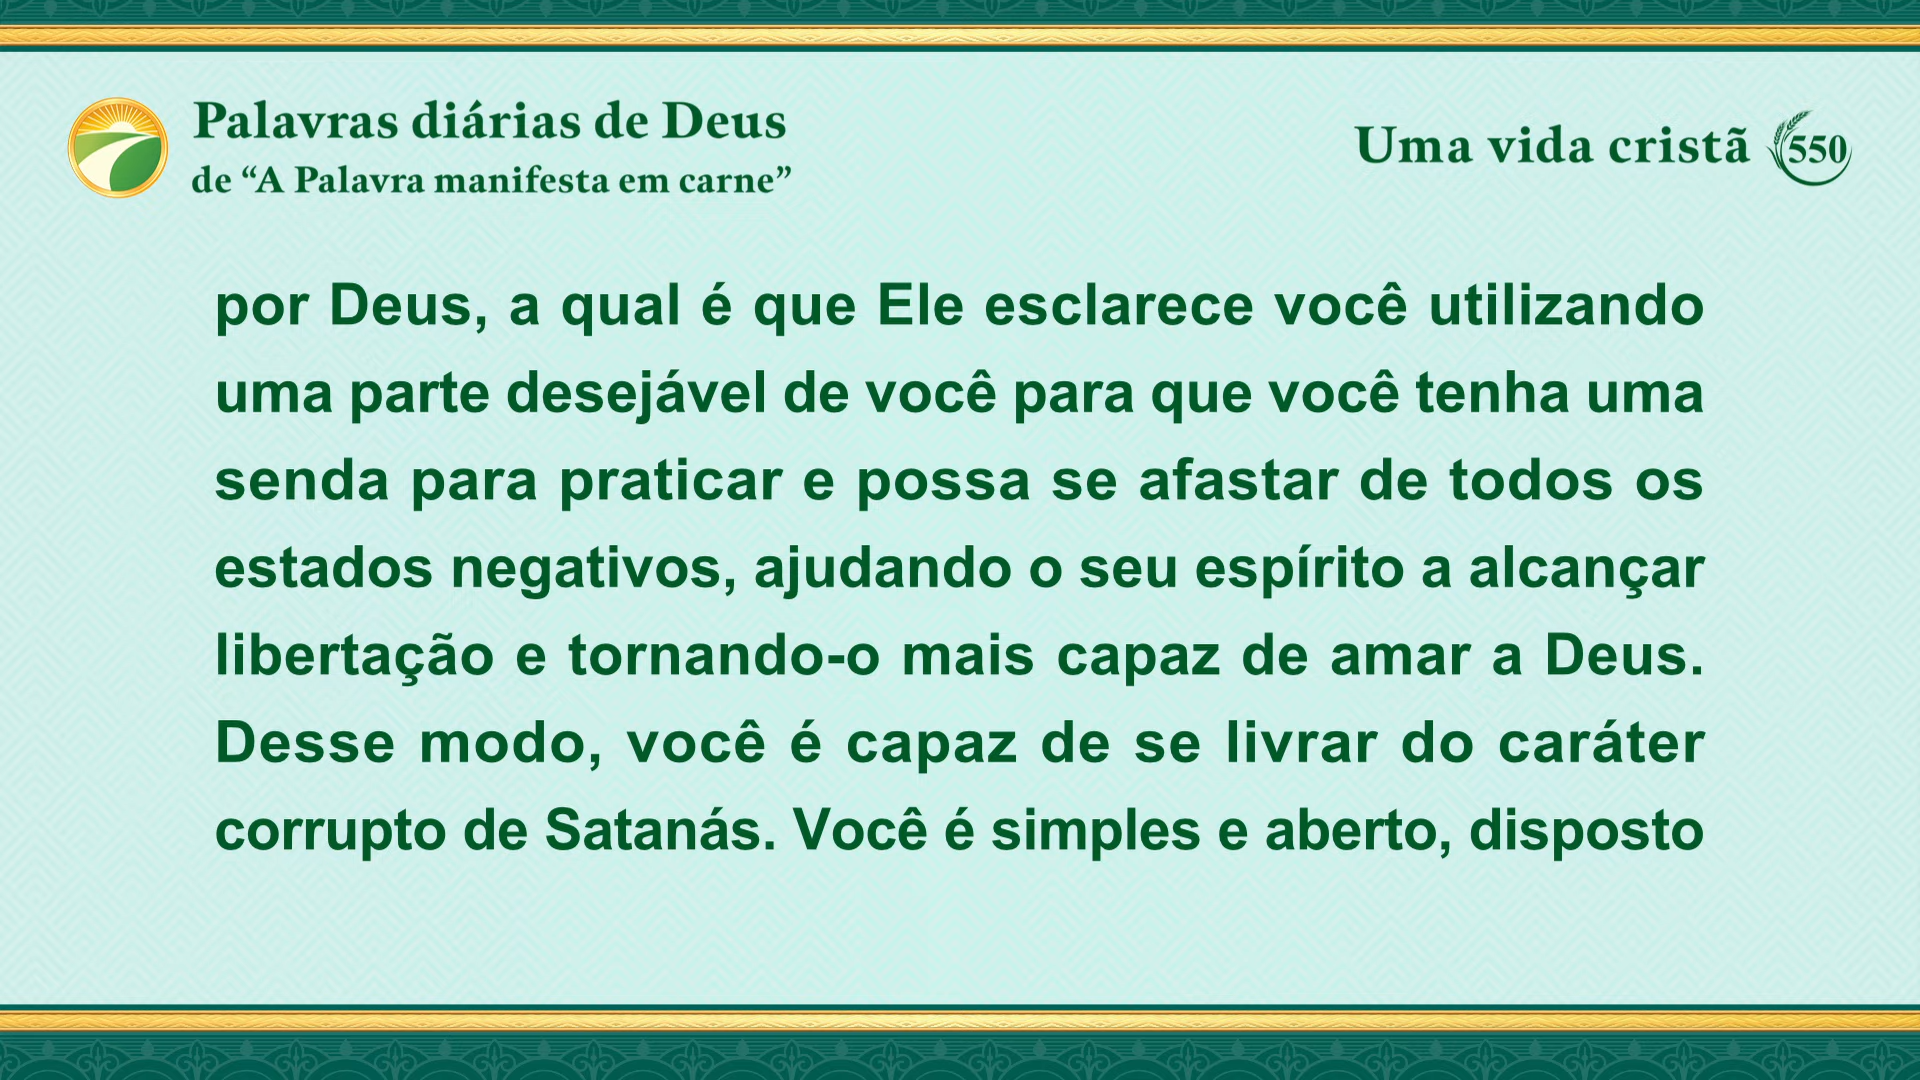 Palavras diárias de Deus
de “A Palavra manifesta em carne”
Uma vida cristã 550
por Deus, a qual é que Ele esclarece você utilizando
uma parte desejável de você para que você tenha uma
senda para praticar e possa se afastar de todos os
estados negativos, ajudando o seu espírito a alcançar
libertação e tornando-o mais capaz de amar a Deus.
Desse modo, você é capaz de se livrar do caráter
corrupto de Satanás. Você é simples e aberto, disposto